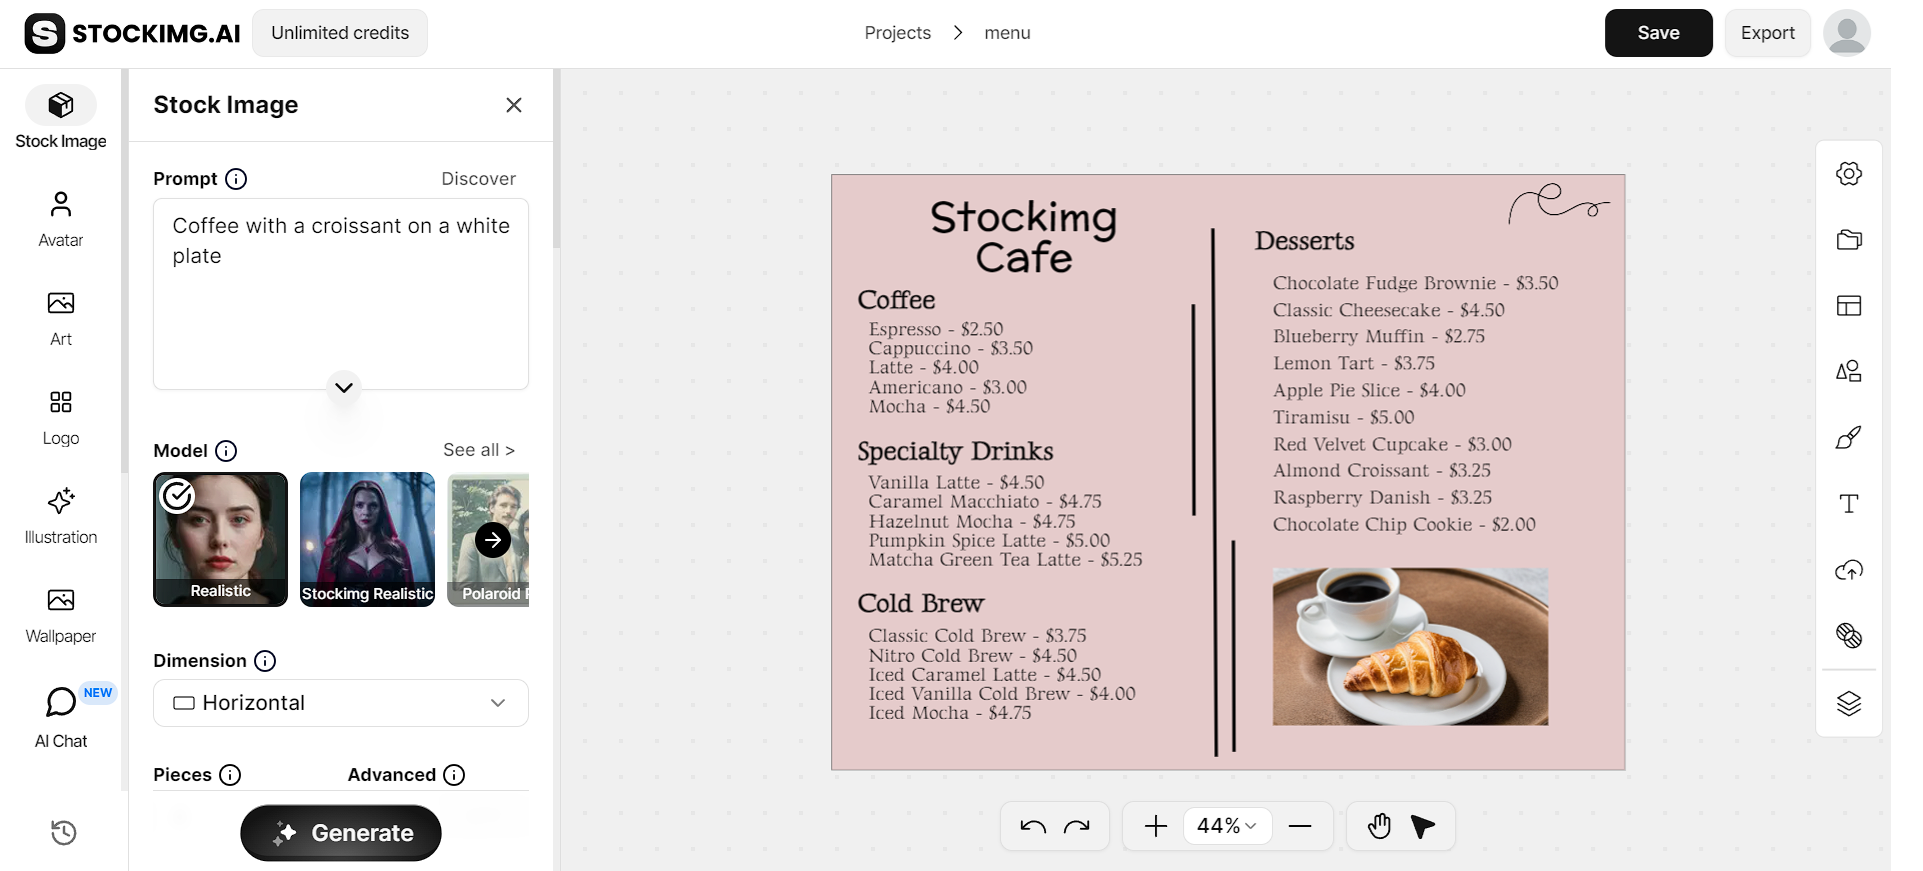 STOCKIMG.AI
Unlimited credits
Projects > menu
Save
Export
Stock Image
Avatar
Art
Logo
Illustration
Wallpaper
NEW
AI Chat
Stock Image
Prompt
Discover
Coffee with a croissant on a white
plate
Model
See all >
Realistic
Stockimg Realistic
Polaroid
Dimension
Horizontal
Pieces
Advanced
Generate
Stockimg
Cafe
Coffee
Espresso - $2.50
Cappuccino - $3.50
Latte - $4.00
Americano - $3.00
Mocha - $4.50
Specialty Drinks
Vanilla Latte - $4.50
Caramel Macchiato - $4.75
Hazelnut Mocha - $4.75
Pumpkin Spice Latte - $5.00
Matcha Green Tea Latte - $5.25
Cold Brew
Classic Cold Brew - $3.75
Nitro Cold Brew - $4.50
Iced Caramel Latte - $4.50
Iced Vanilla Cold Brew - $4.00
Iced Mocha - $4.75
Desserts
Chocolate Fudge Brownie - $3.50
Classic Cheesecake - $4.50
Blueberry Muffin - $2.75
Lemon Tart - $3.75
Apple Pie Slice - $4.00
Tiramisu - $5.00
Red Velvet Cupcake - $3.00
Almond Croissant - $3.25
Raspberry Danish - $3.25
Chocolate Chip Cookie - $2.00
44%